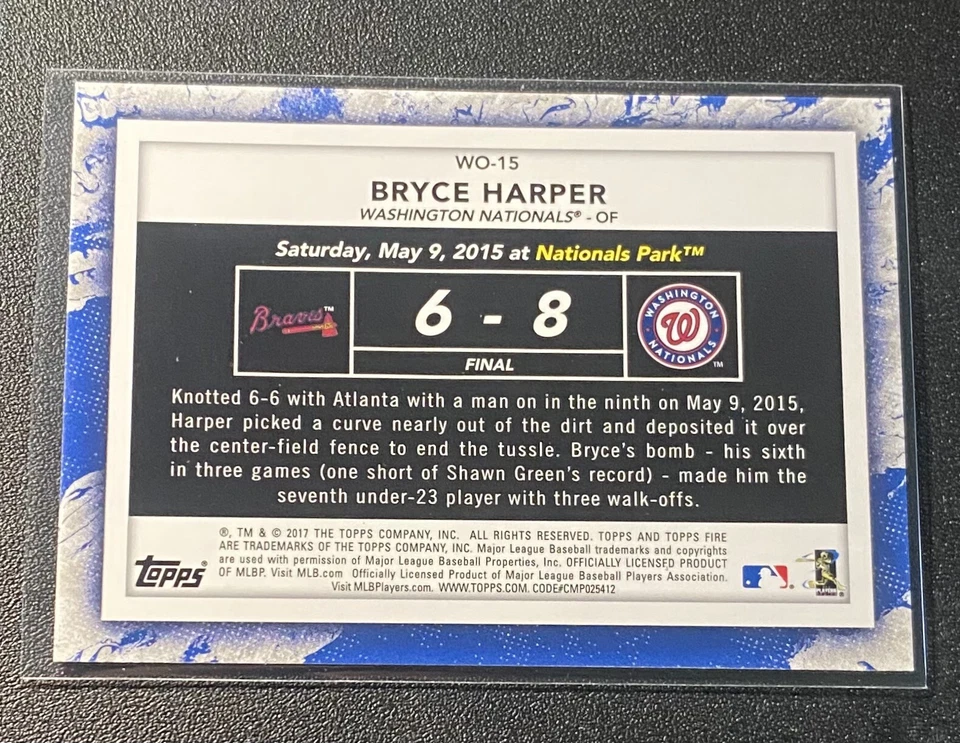 WO-15
BRYCE HARPER
WASHINGTON NATIONALS® - OF
Saturday, May 9, 2015 at Nationals Park™
Braves™
6 - 8
WASHINGTON
W
NATIONALS
TM
FINAL
Knotted 6-6 with Atlanta with a man on in the ninth on May 9, 2015,
Harper picked a curve nearly out of the dirt and deposited it over
the center-field fence to end the tussle. Bryce's bomb - his sixth
in three games (one short of Shawn Green's record) - made him the
seventh under-23 player with three walk-offs.
®, TM & © 2017 THE TOPPS COMPANY, INC. ALL RIGHTS RESERVED. TOPPS AND TOPPS FIRE
ARE TRADEMARKS OF THE TOPPS COMPANY, INC. Major League Baseball trademarks and copyrights
are used with permission of Major League Baseball Properties, Inc. OFFICIALLY LICENSED PRODUCT
OF MLBP. Visit MLB.com Officially Licensed Product of Major League Baseball Players Association.
Visit MLBPlayers.com. WWW.TOPPS.COM. CODE#CMP025412
Topps®